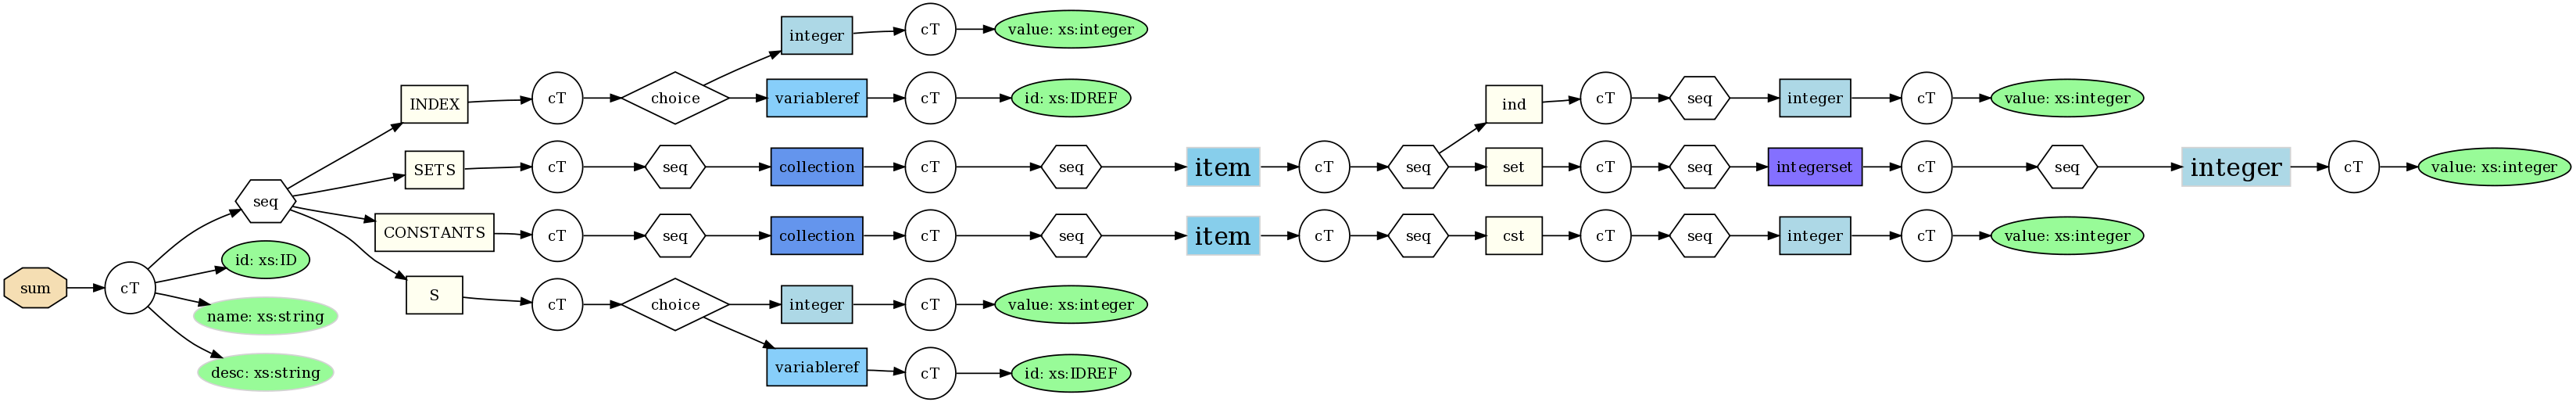 integer
cT
value: xs:integer
INDEX
cT
choice
variableref
cT
id: xs:IDREF
ind
cT
seq
integer
cT
value: xs:integer
SETS
cT
seq
collection
cT
seq
item
cT
seq
set
cT
seq
integerset
cT
seq
integer
cT
value: xs:integer
seq
CONSTANTS
cT
seq
collection
cT
seq
item
cT
seq
cst
cT
seq
integer
cT
value: xs:integer
id: xs:ID
sum
cT
S
cT
choice
integer
cT
value: xs:integer
name: xs:string
desc: xs:string
variableref
cT
id: xs:IDREF